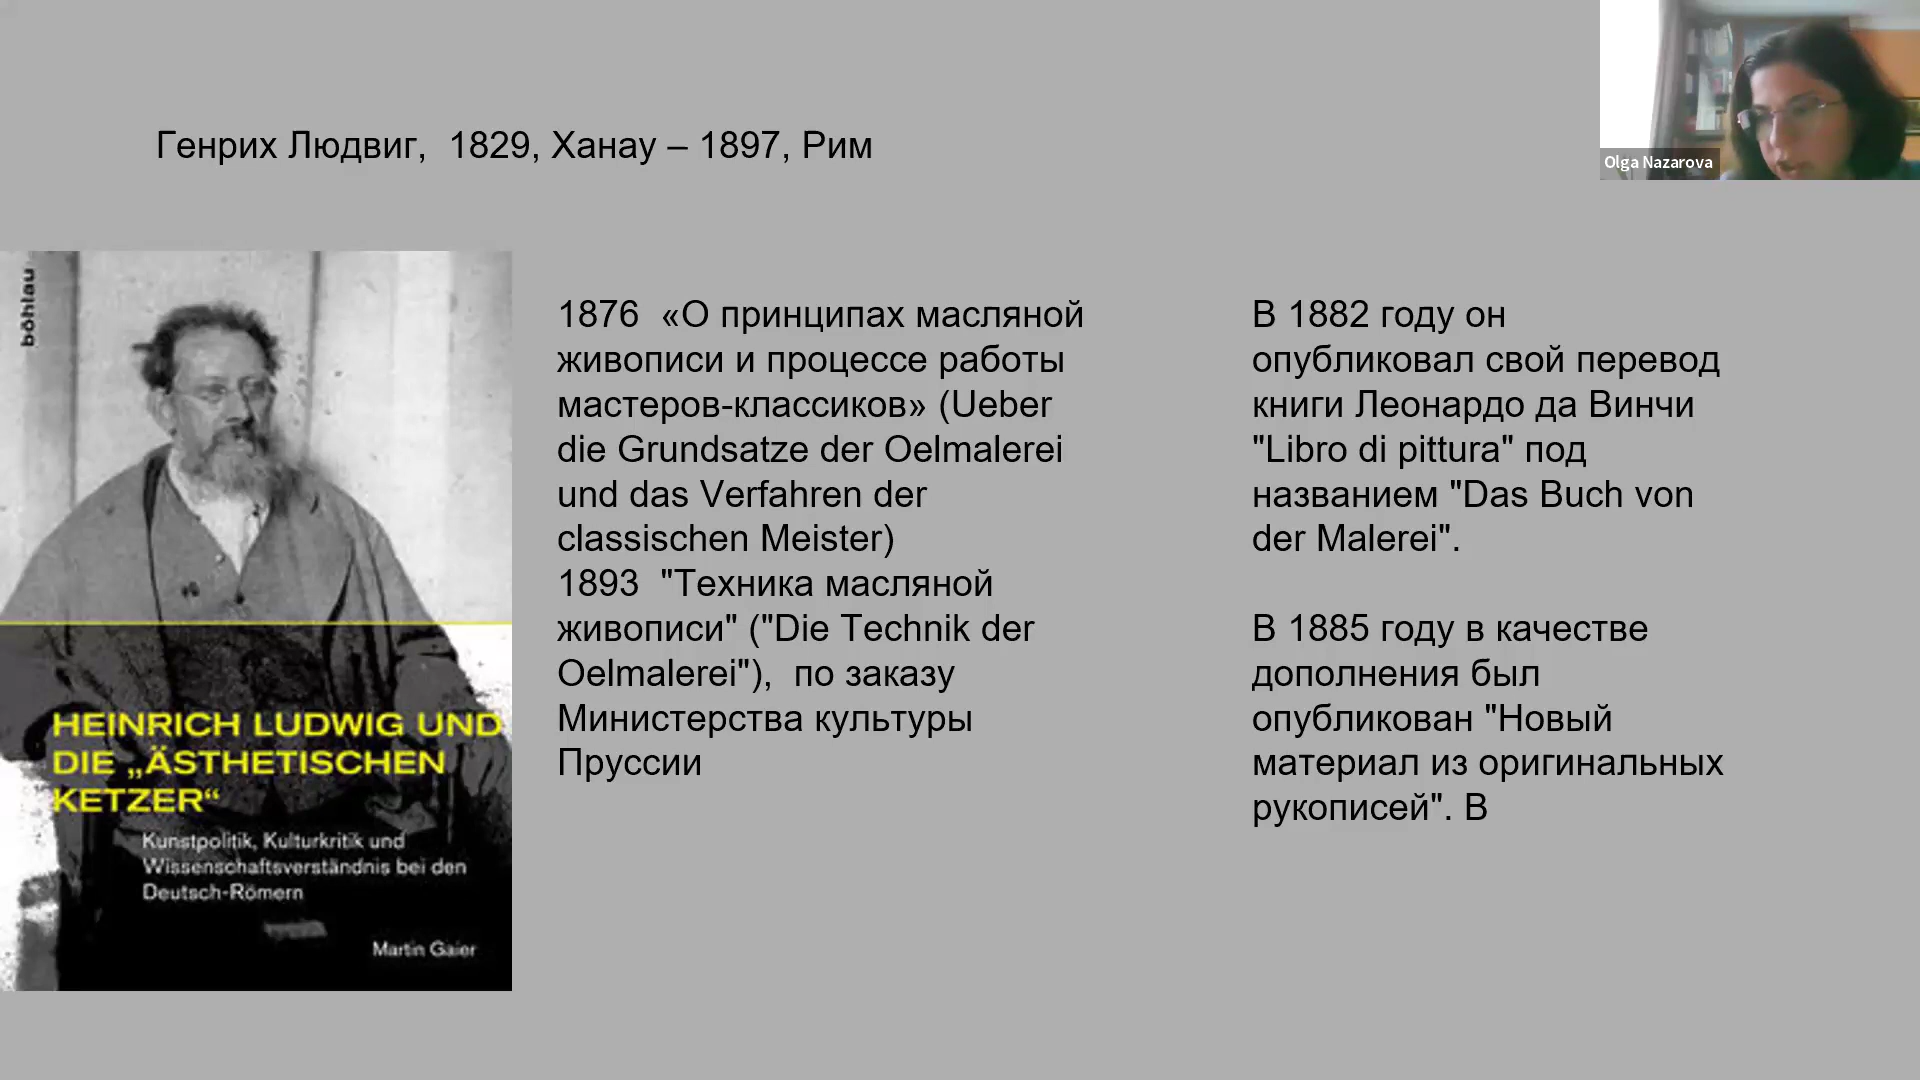 Генрих Людвиг,  1829, Ханау – 1897, Рим
Olga Nazarova
böhlau
HEINRICH LUDWIG UND
DIE „ÄSTHETISCHEN
KETZER“
Kunstpolitik, Kulturkritik und
Wissenschaftsverständnis bei den
Deutsch-Römern
Martin Gaier
1876  «О принципах масляной
живописи и процессе работы
мастеров-классиков» (Ueber
die Grundsatze der Oelmalerei
und das Verfahren der
classischen Meister)
1893  "Техника масляной
живописи" ("Die Technik der
Oelmalerei"),  по заказу
Министерства культуры
Пруссии
В 1882 году он
опубликовал свой перевод
книги Леонардо да Винчи
"Libro di pittura" под
названием "Das Buch von
der Malerei".
В 1885 году в качестве
дополнения был
опубликован "Новый
материал из оригинальных
рукописей". В